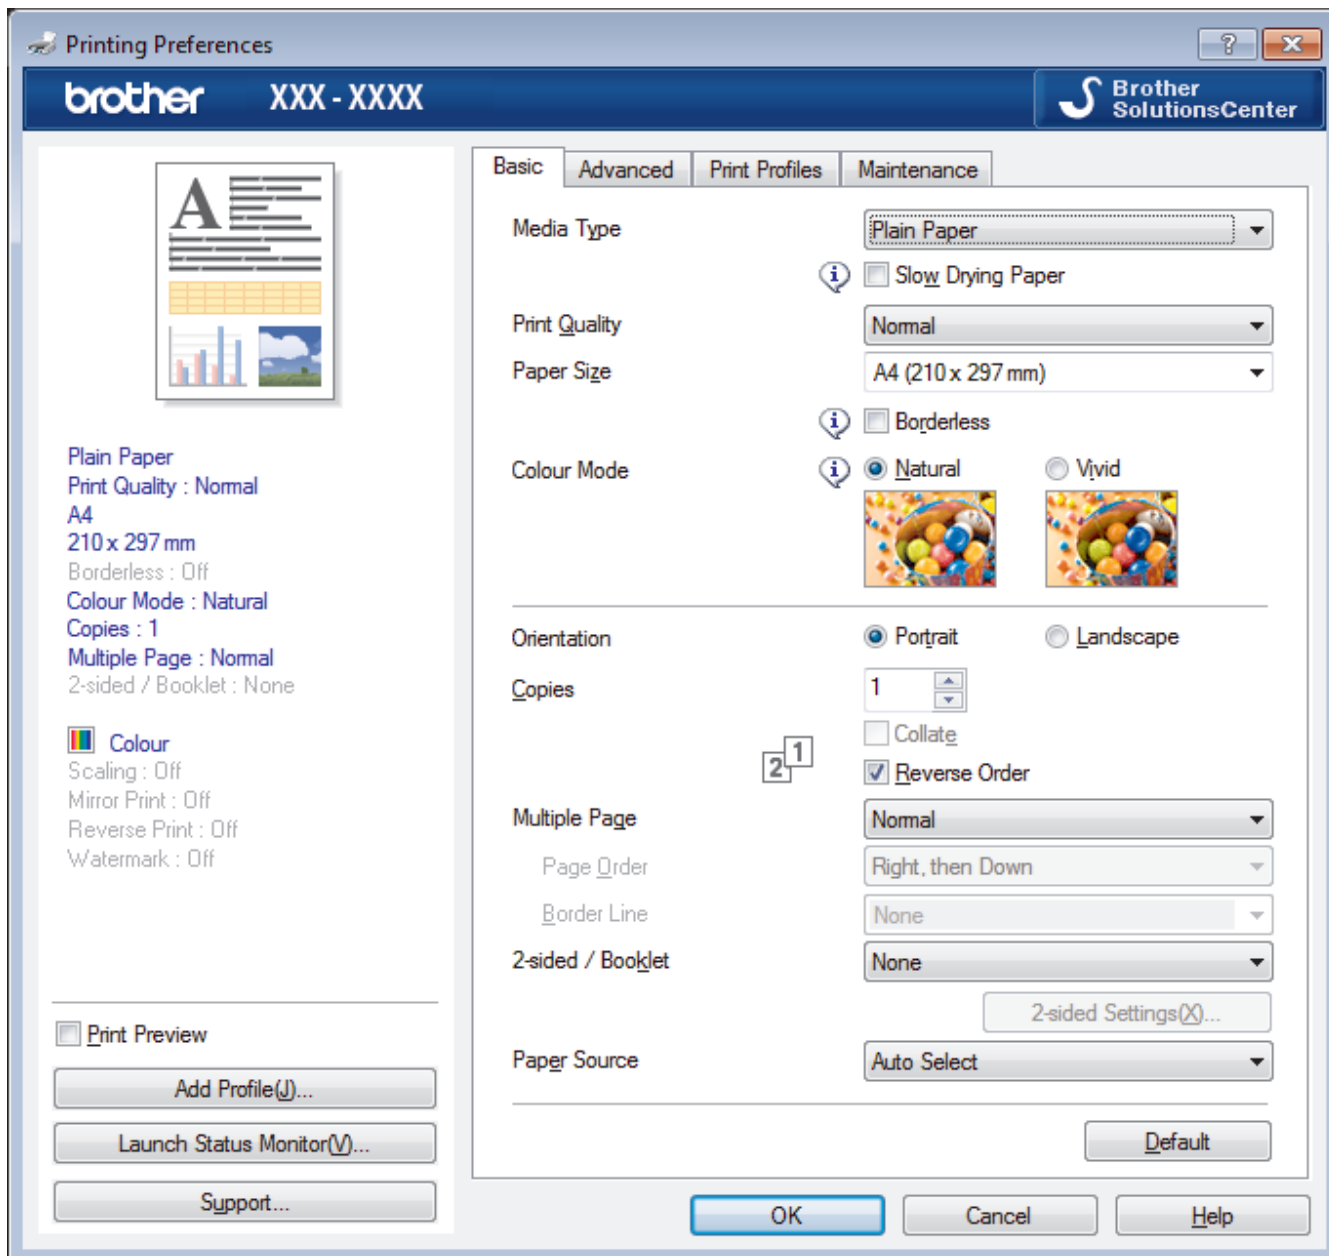 Printing Preferences
brother XXX - XXXX
Brother
SolutionsCenter
A
Plain Paper
Print Quality : Normal
A4
210 x 297 mm
Borderless : Off
Colour Mode : Natural
Copies : 1
Multiple Page : Normal
2-sided / Booklet : None
Colour
Scaling : Off
Mirror Print : Off
Reverse Print : Off
Watermark : Off
Print Preview
Add Profile(J)...
Launch Status Monitor(V)...
Support...
Basic Advanced Print Profiles Maintenance
Media Type Plain Paper
Slow Drying Paper
Print Quality Normal
Paper Size A4 (210 x 297 mm)
Borderless
Colour Mode Natural Vivid
Orientation Portrait Landscape
Copies 1
Collate
2 1 Reverse Order
Multiple Page Normal
Page Order Right, then Down
Border Line None
2-sided / Booklet None
2-sided Settings(X)...
Paper Source Auto Select
Default
OK Cancel Help